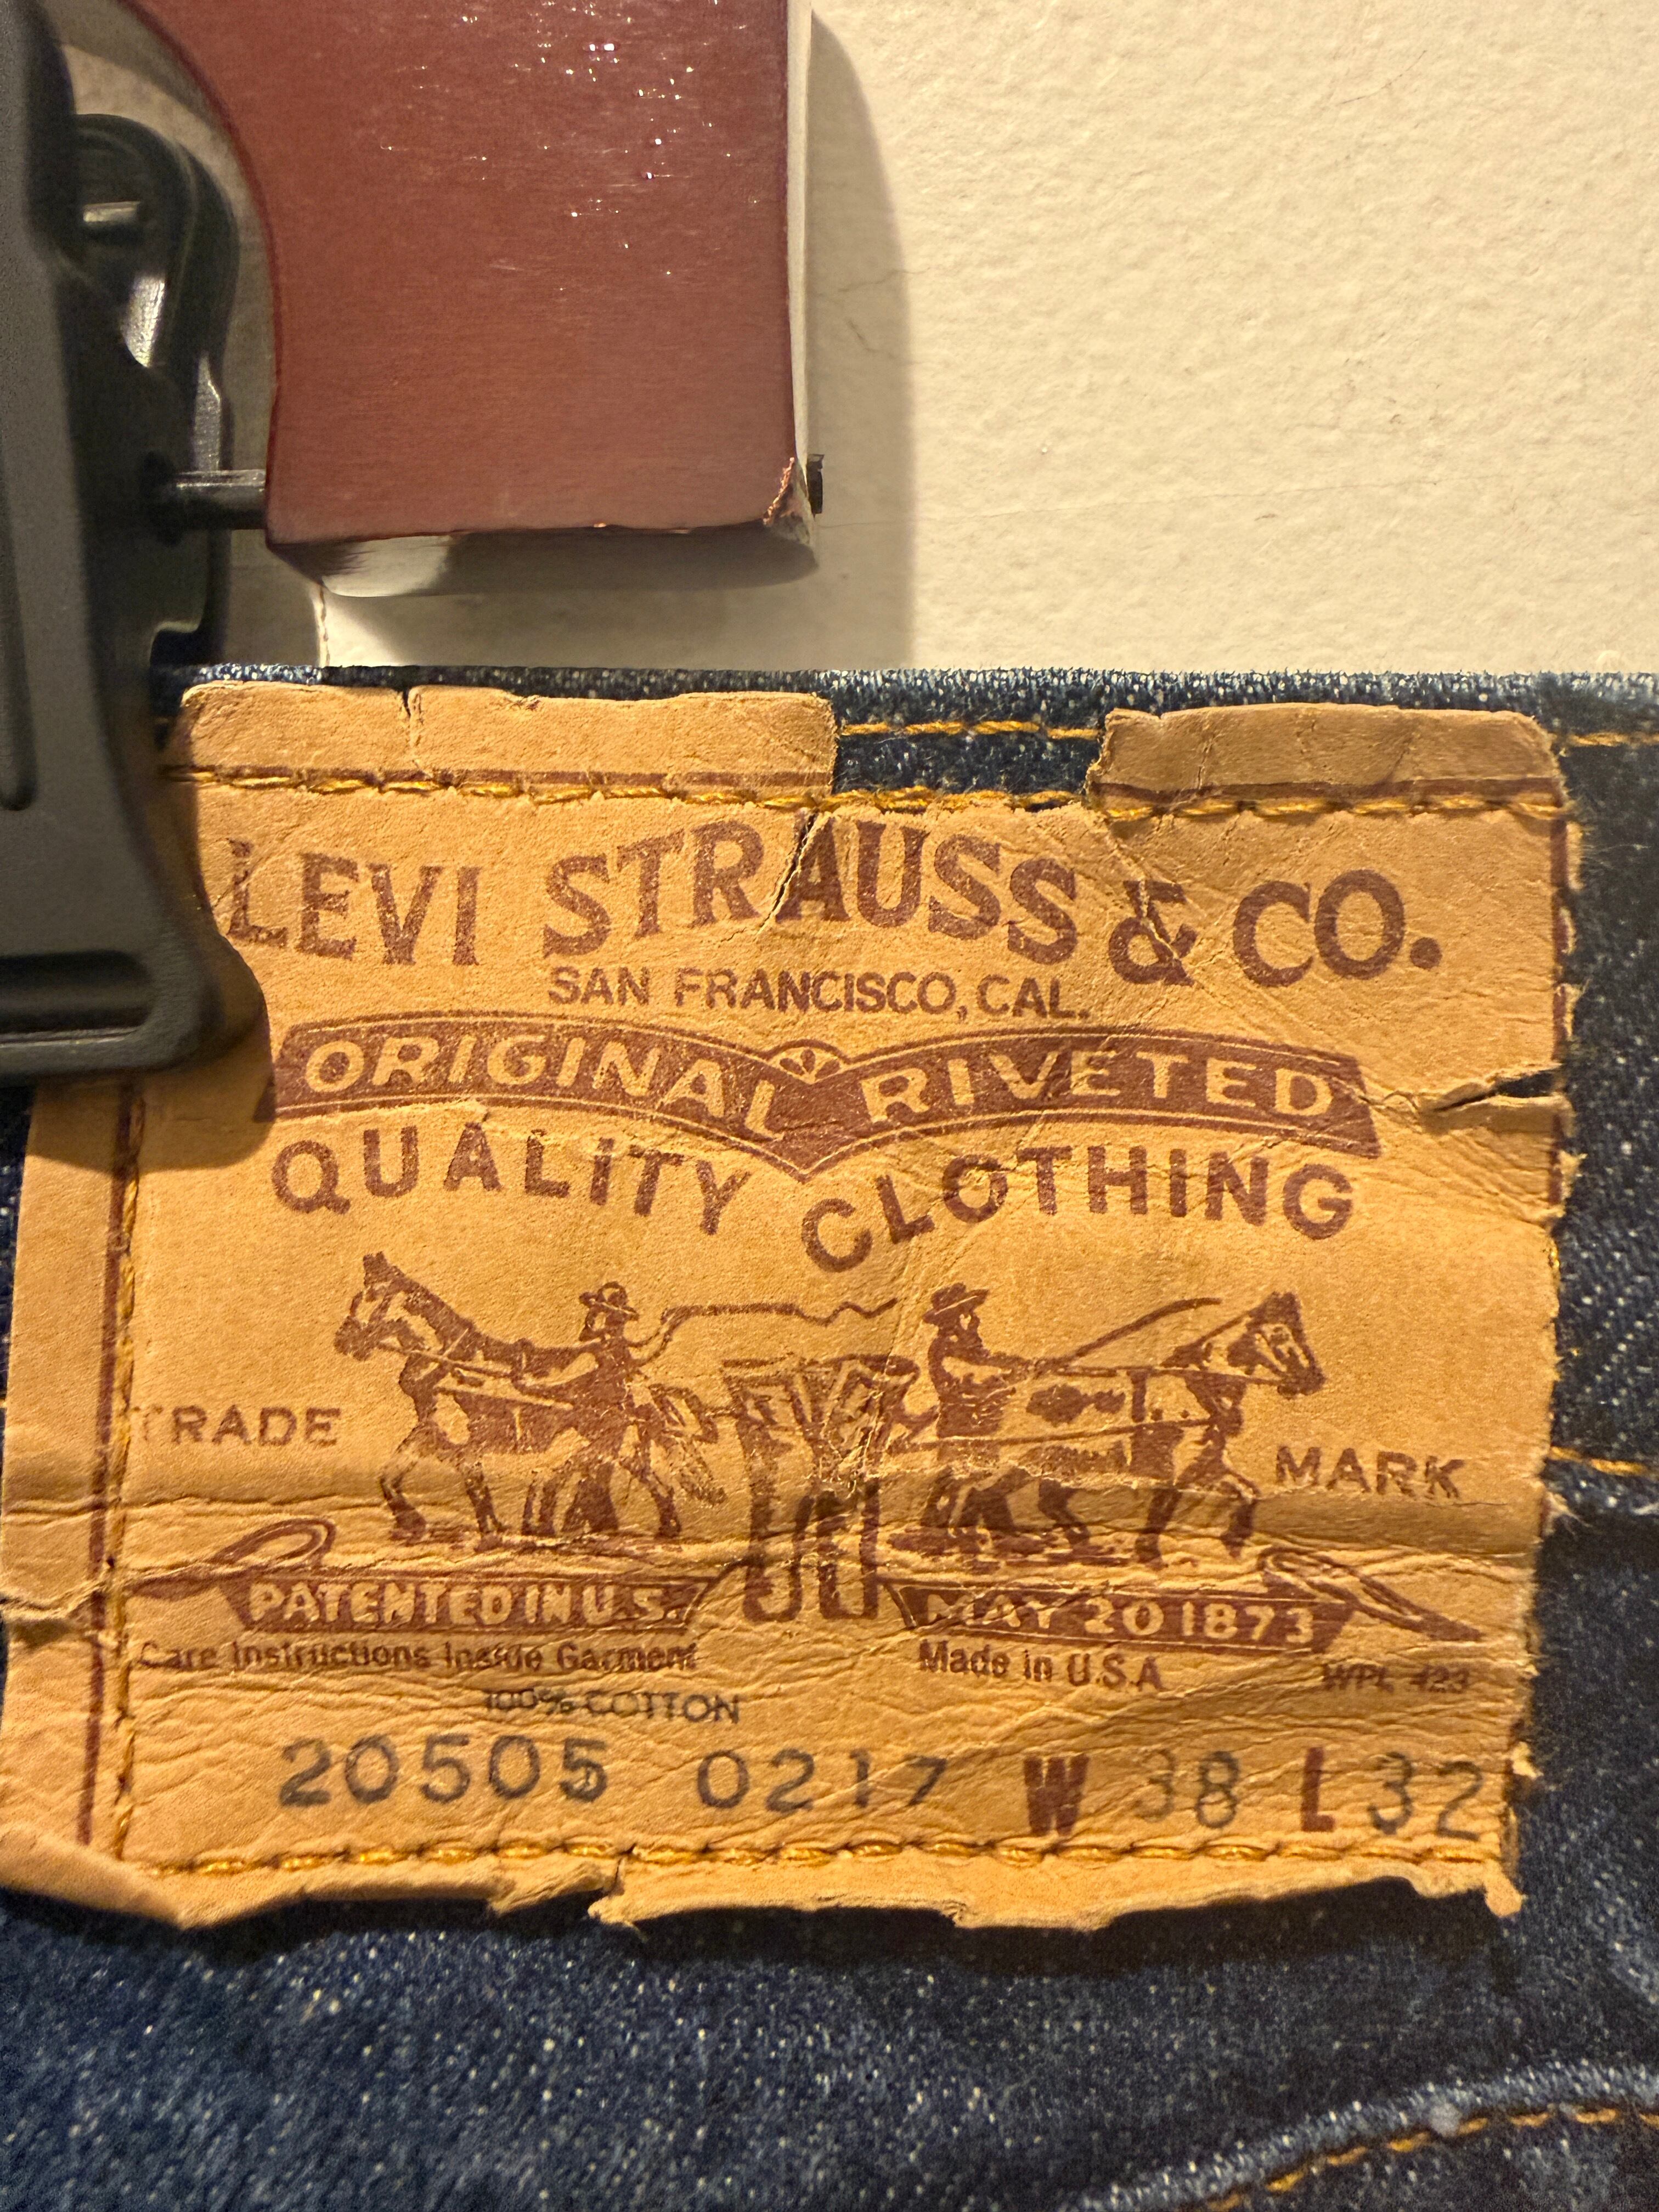 LEVI STRAUSS & CO.
SAN FRANCISCO, CAL.
ORIGINAL RIVETED
QUALITY CLOTHING
TRADE MARK
PATENTED IN U.S. MAY 20 1873
Care Instructions Inside Garment Made in U.S.A WPL 423
100% COTTON
20505 0217 W 38 L 32